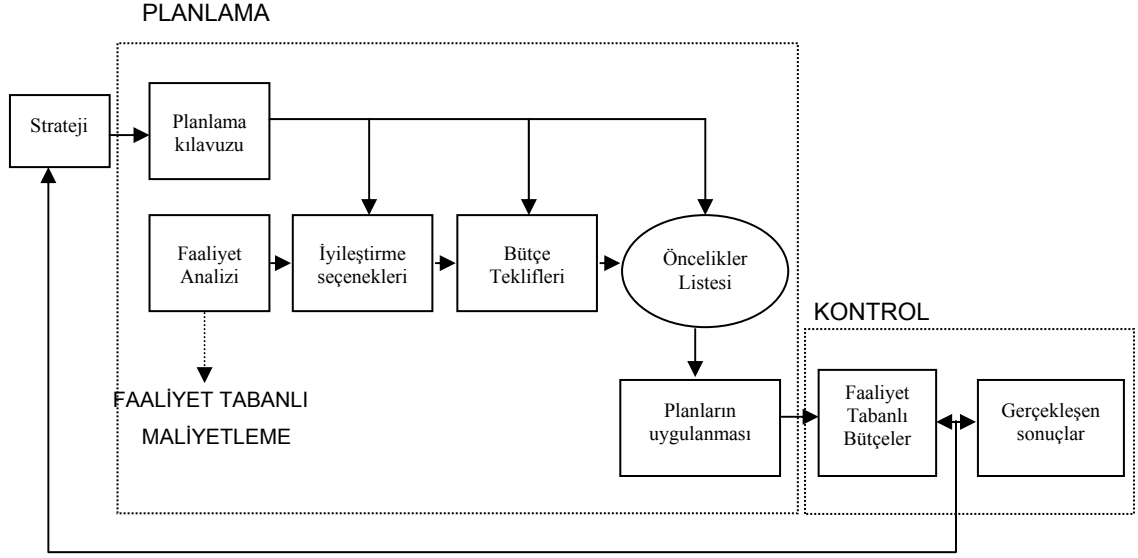 PLANLAMA
Strateji
Planlama
kılavuzu
Faaliyet
Analizi
İyileştirme
seçenekleri
Bütçe
Teklifleri
Öncelikler
Listesi
FAALİYET TABANLI
MALİYETLEME
Planların
uygulanması
KONTROL
Faaliyet
Tabanlı
Bütçeler
Gerçekleşen
sonuçlar